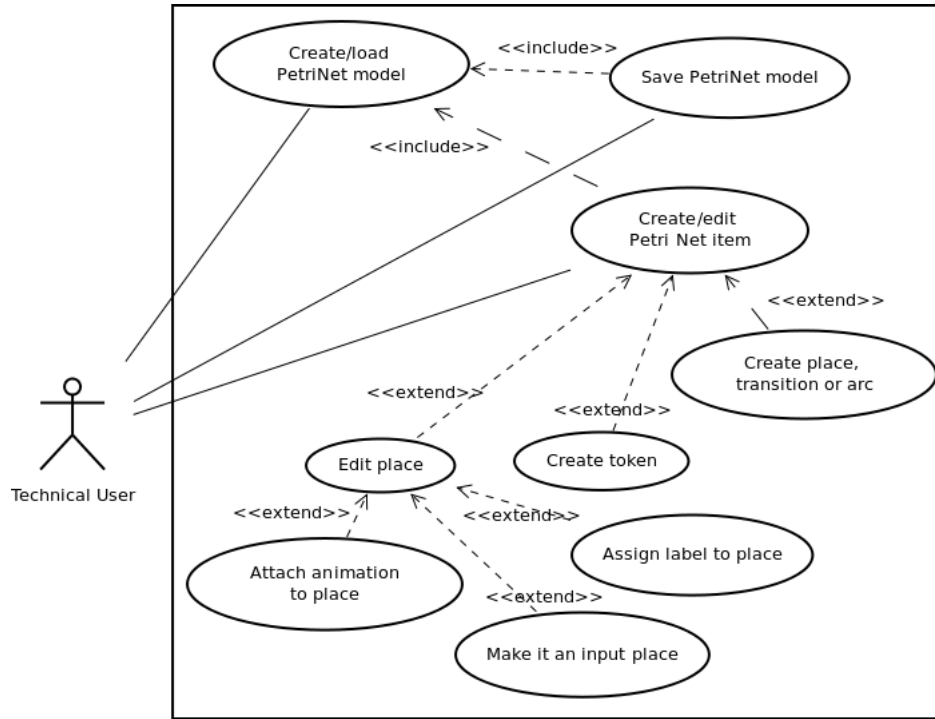 Create/load
PetriNet model
<<include>>
Save PetriNet model
<<include>>
Create/edit
Petri Net item
<<extend>>
Create place,
transition or arc
<<extend>>
<<extend>>
Edit place
Create token
Technical User
<<extend>>
<<extend>>
Assign label to place
Attach animation
to place
<<extend>>
Make it an input place